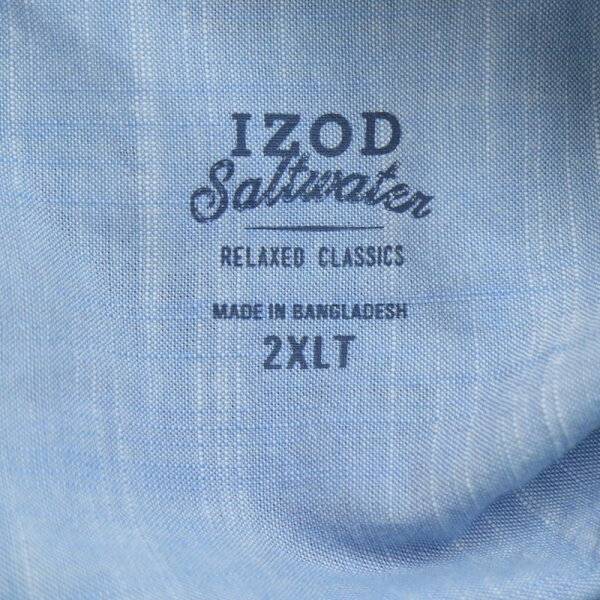 IZOD
Saltwater
RELAXED CLASSICS
MADE IN BANGLADESH
2XLT